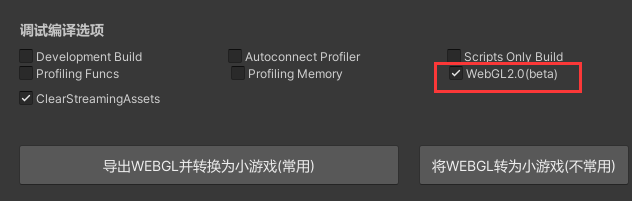 调试编译选项
Development Build Autoconnect Profiler Scripts Only Build
Profiling Funcs Profiling Memory WebGL2.0(beta)
ClearStreamingAssets
导出WEBGL并转换为小游戏(常用) 将WEBGL转为小游戏(不常用)